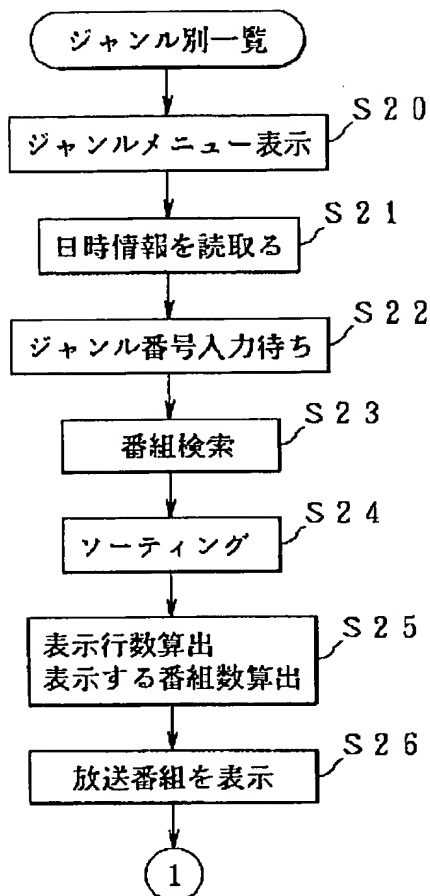 ジャンル別一覧
S20
ジャンルメニュー表示
S21
日時情報を読取る
S22
ジャンル番号入力待ち
S23
番組検索
S24
ソーティング
S25
表示行数算出
表示する番組数算出
S26
放送番組を表示
1